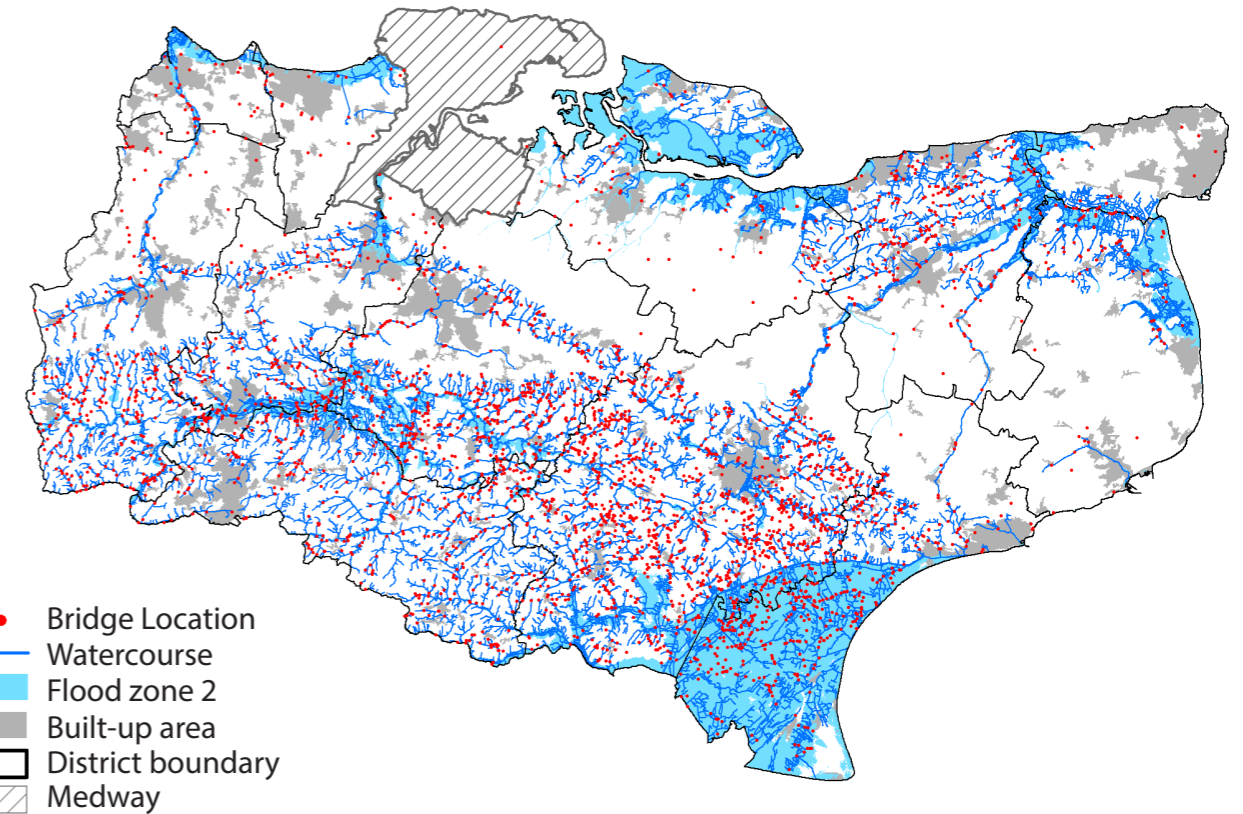 Bridge Location
Watercourse
Flood zone 2
Built-up area
District boundary
Medway